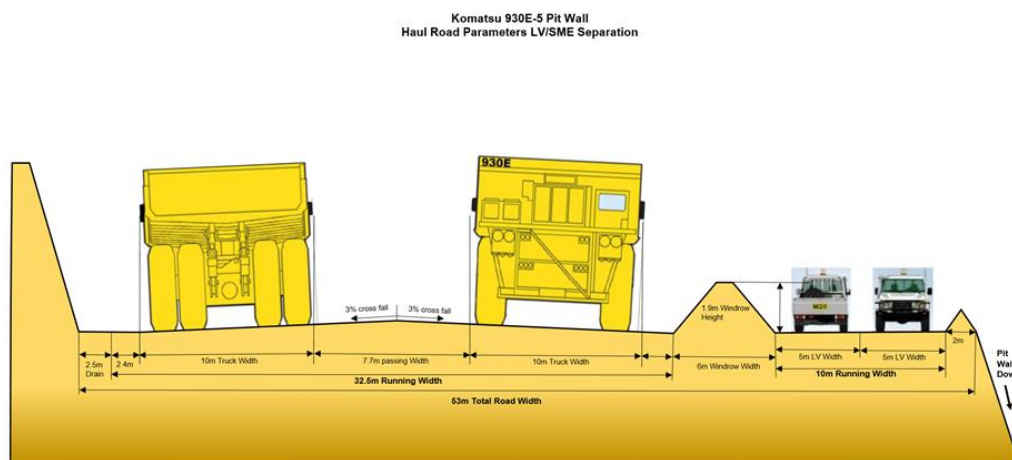 Komatsu 930E-5 Pit Wall
Haul Road Parameters LV/SME Separation
930E
M20
3% cross fall
3% cross fall
1.9m Windrow
Height
2.5m
Drain
2.4m
10m Truck Width
7.7m passing Width
10m Truck Width
6m Windrow Width
5m LV Width
5m LV Width
2m
32.5m Running Width
10m Running Width
53m Total Road Width
Pit
Wal
Dov